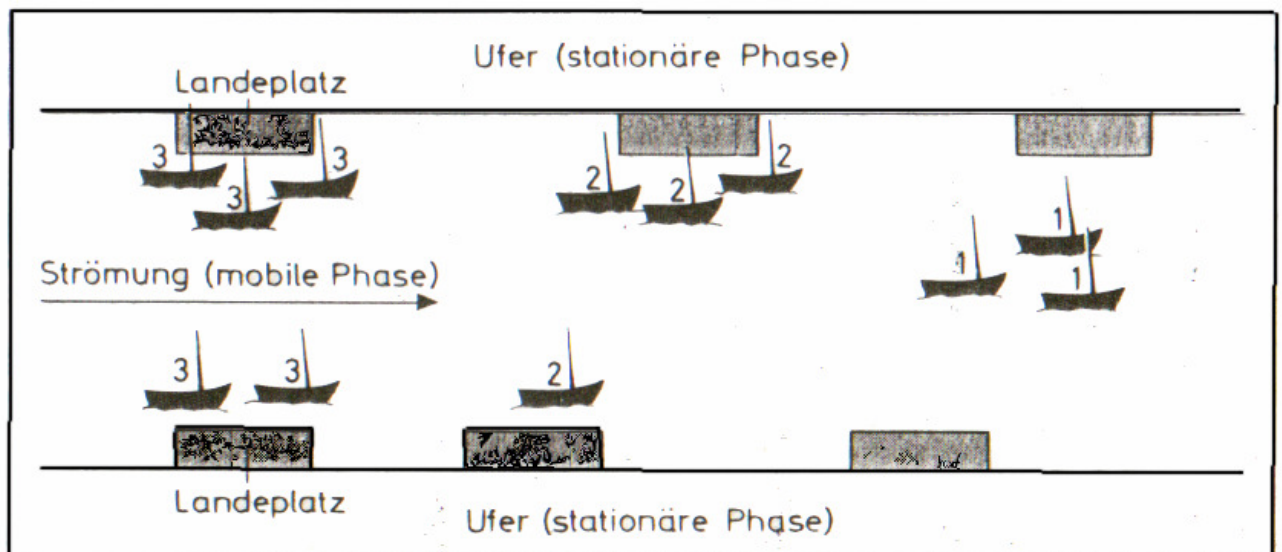 Ufer (stationäre Phase)
Landeplatz
3
3
3
2
2
2
1
1
1
Strömung (mobile Phase)
3
3
2
Landeplatz
Ufer (stationäre Phase)